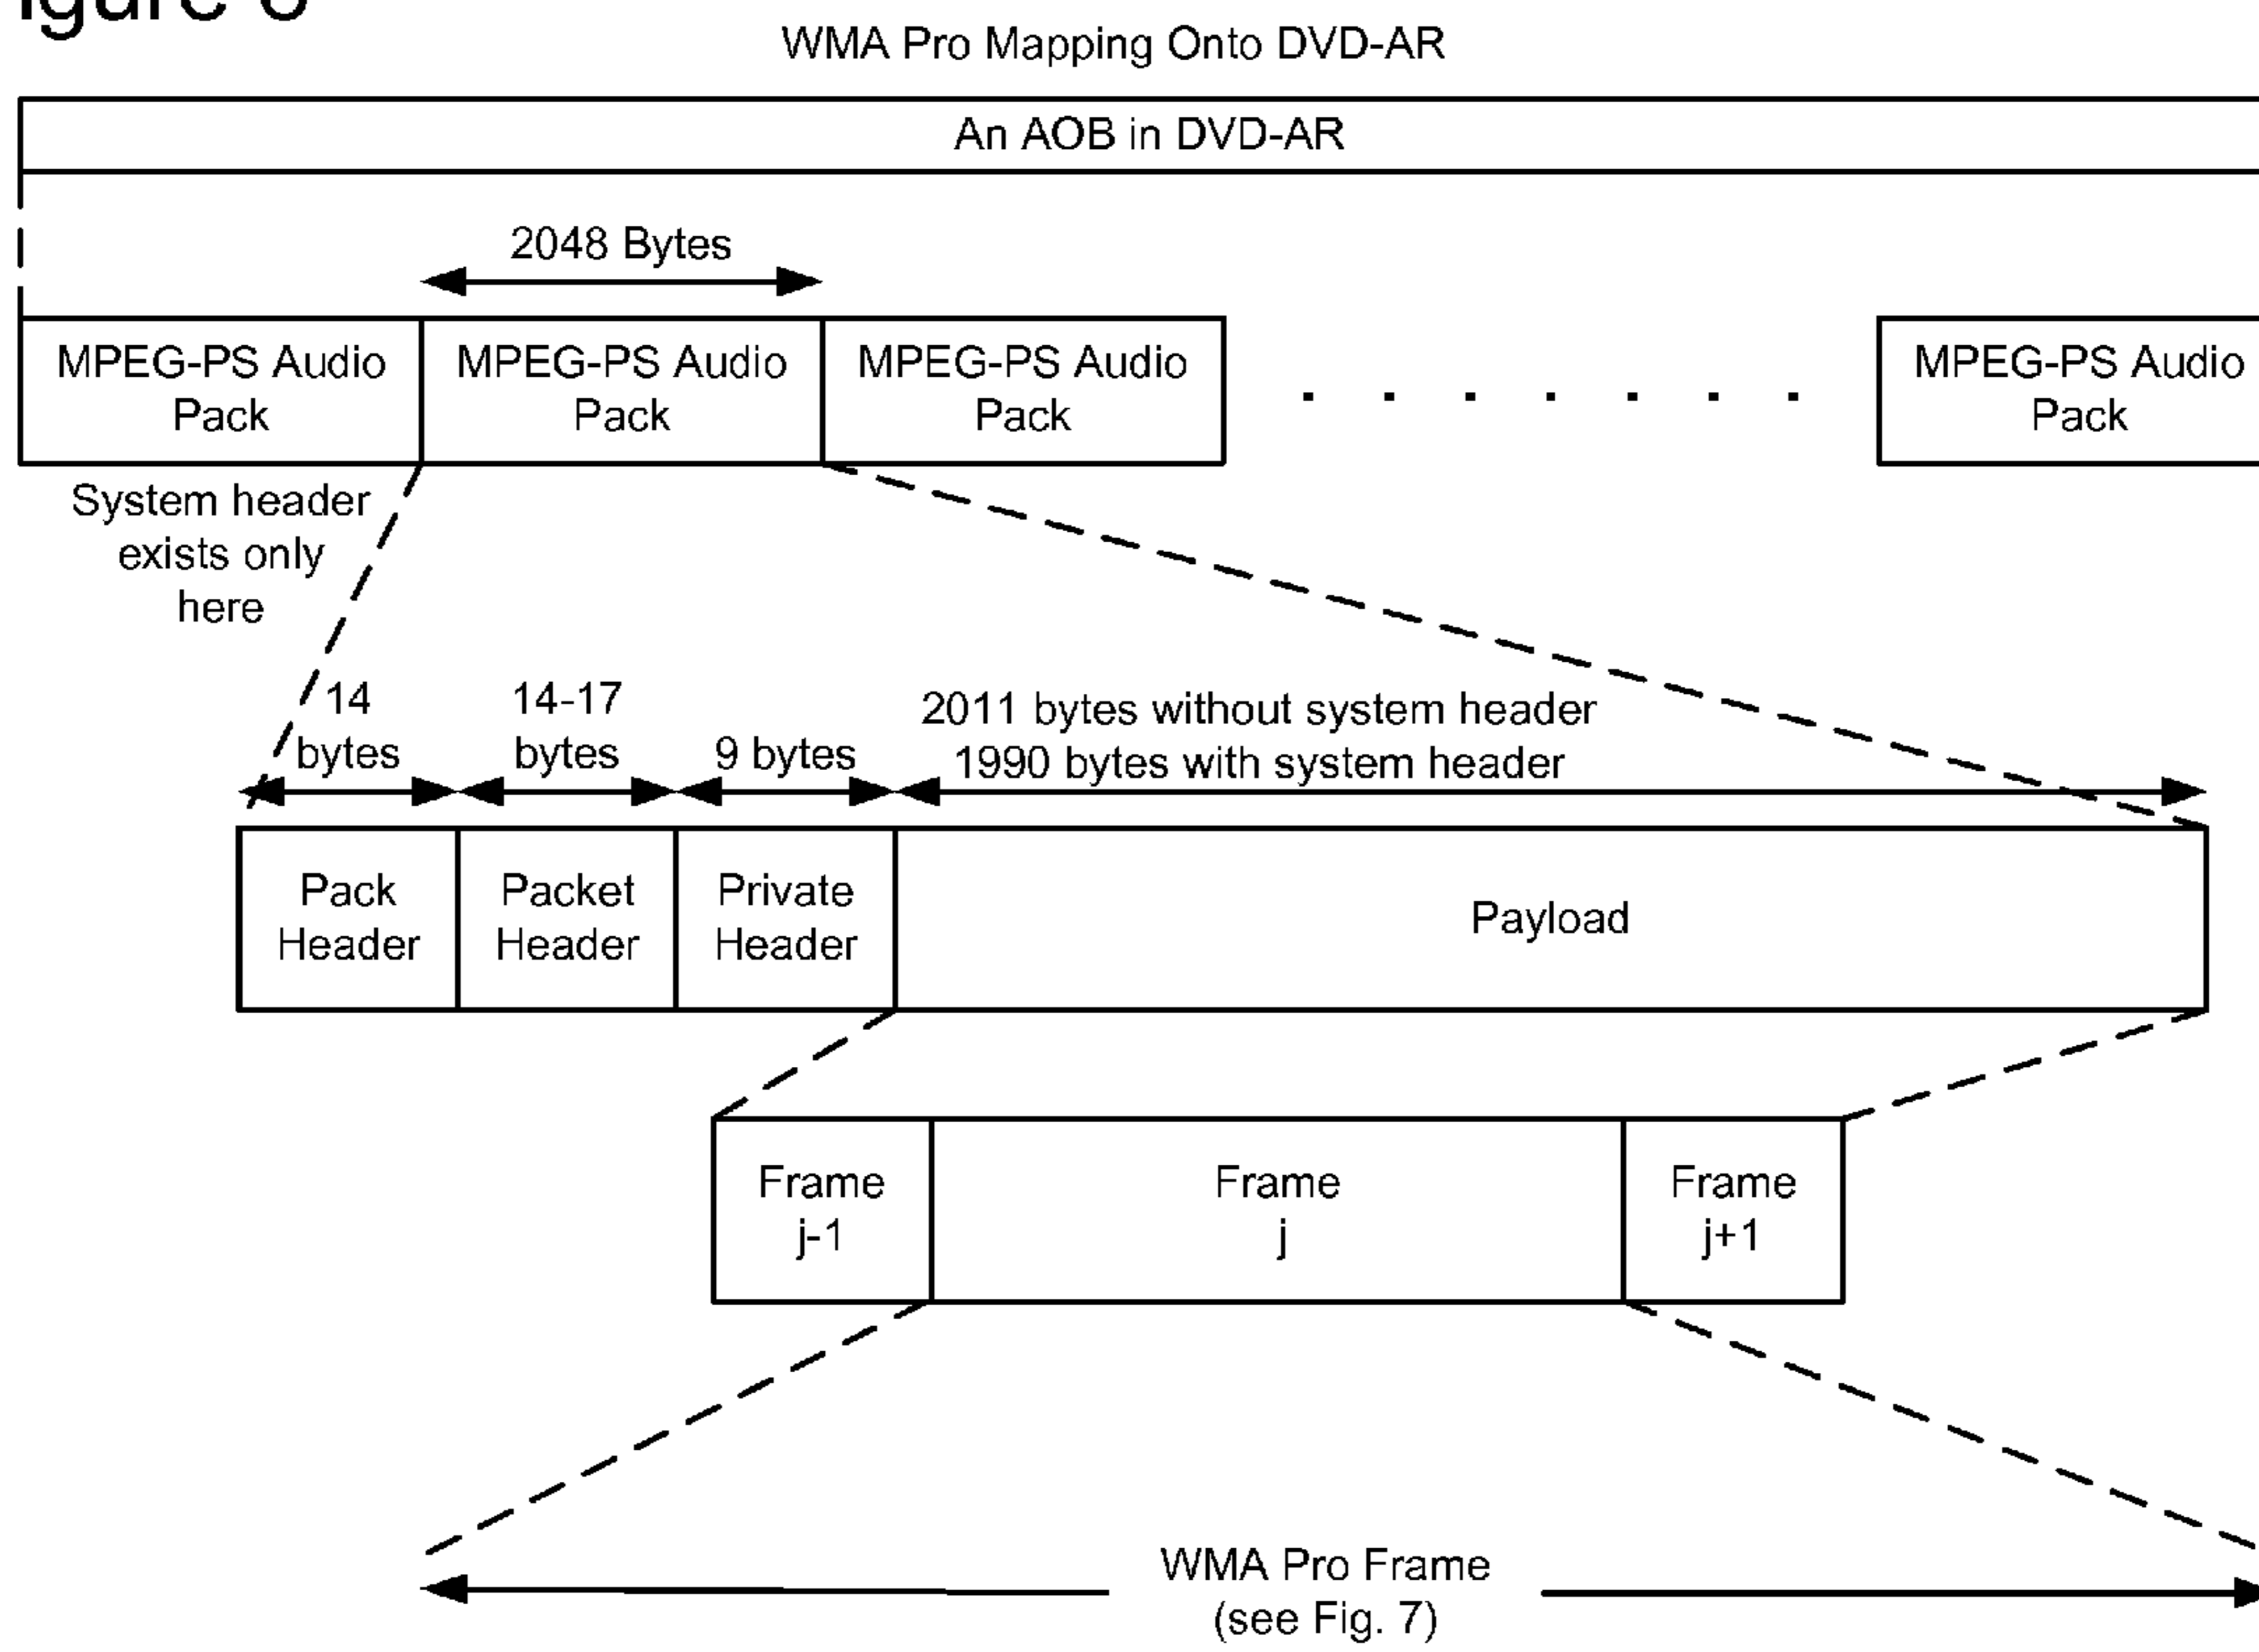 WMA Pro Mapping Onto DVD-AR
An AOB in DVD-AR
2048 Bytes
MPEG-PS Audio
Pack
MPEG-PS Audio
Pack
MPEG-PS Audio
Pack
. . . . . . .
MPEG-PS Audio
Pack
System header
exists only
here
14
bytes
14-17
bytes
9 bytes
2011 bytes without system header
1990 bytes with system header
Pack
Header
Packet
Header
Private
Header
Payload
Frame
j-1
Frame
j
Frame
j+1
WMA Pro Frame
(see Fig. 7)